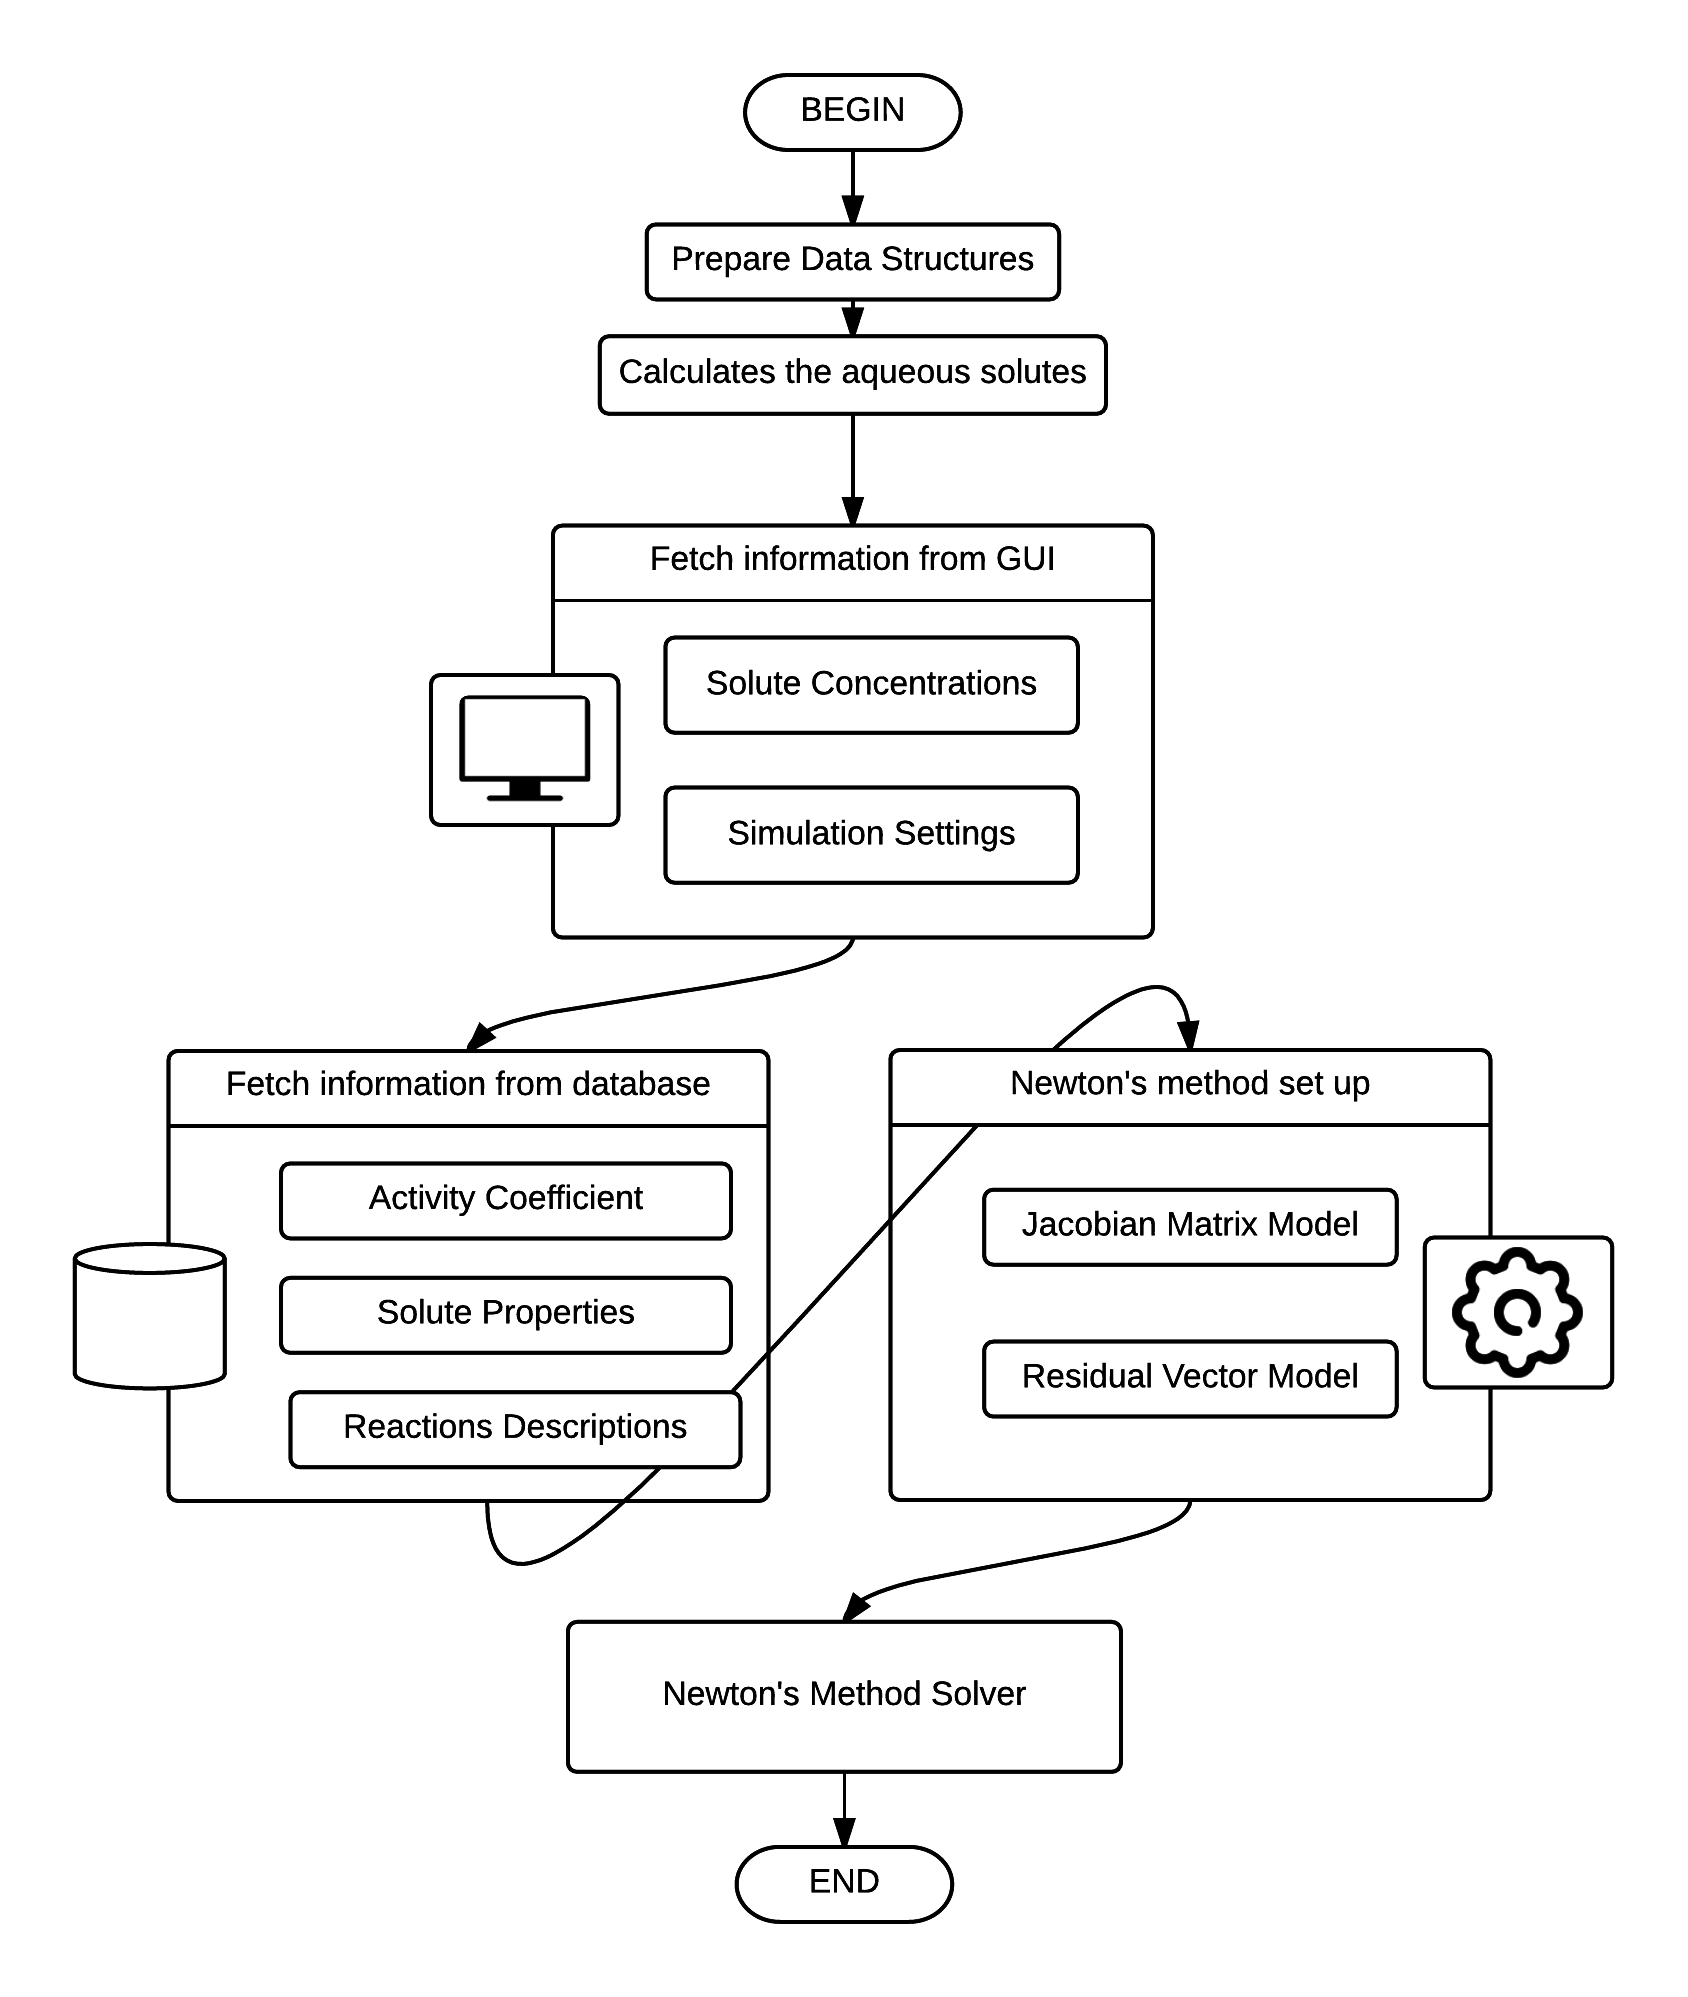 BEGIN
Prepare Data Structures
Calculates the aqueous solutes
Fetch information from GUI
Solute Concentrations
Simulation Settings
Fetch information from database
Activity Coefficient
Solute Properties
Reactions Descriptions
Newton's method set up
Jacobian Matrix Model
Residual Vector Model
Newton's Method Solver
END